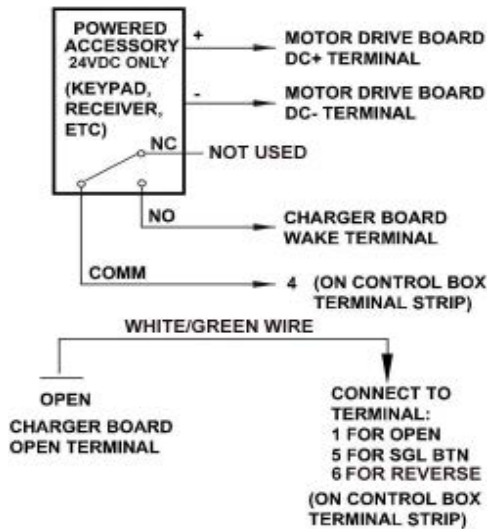 POWERED
ACCESSORY
24VDC ONLY
(KEYPAD,
RECEIVER,
ETC)
+
MOTOR DRIVE BOARD
DC+ TERMINAL
-
MOTOR DRIVE BOARD
DC- TERMINAL
NC
NOT USED
NO
CHARGER BOARD
WAKE TERMINAL
COMM
4 (ON CONTROL BOX
TERMINAL STRIP)
WHITE/GREEN WIRE
OPEN
CHARGER BOARD
OPEN TERMINAL
CONNECT TO
TERMINAL:
1 FOR OPEN
5 FOR SGL BTN
6 FOR REVERSE
(ON CONTROL BOX
TERMINAL STRIP)